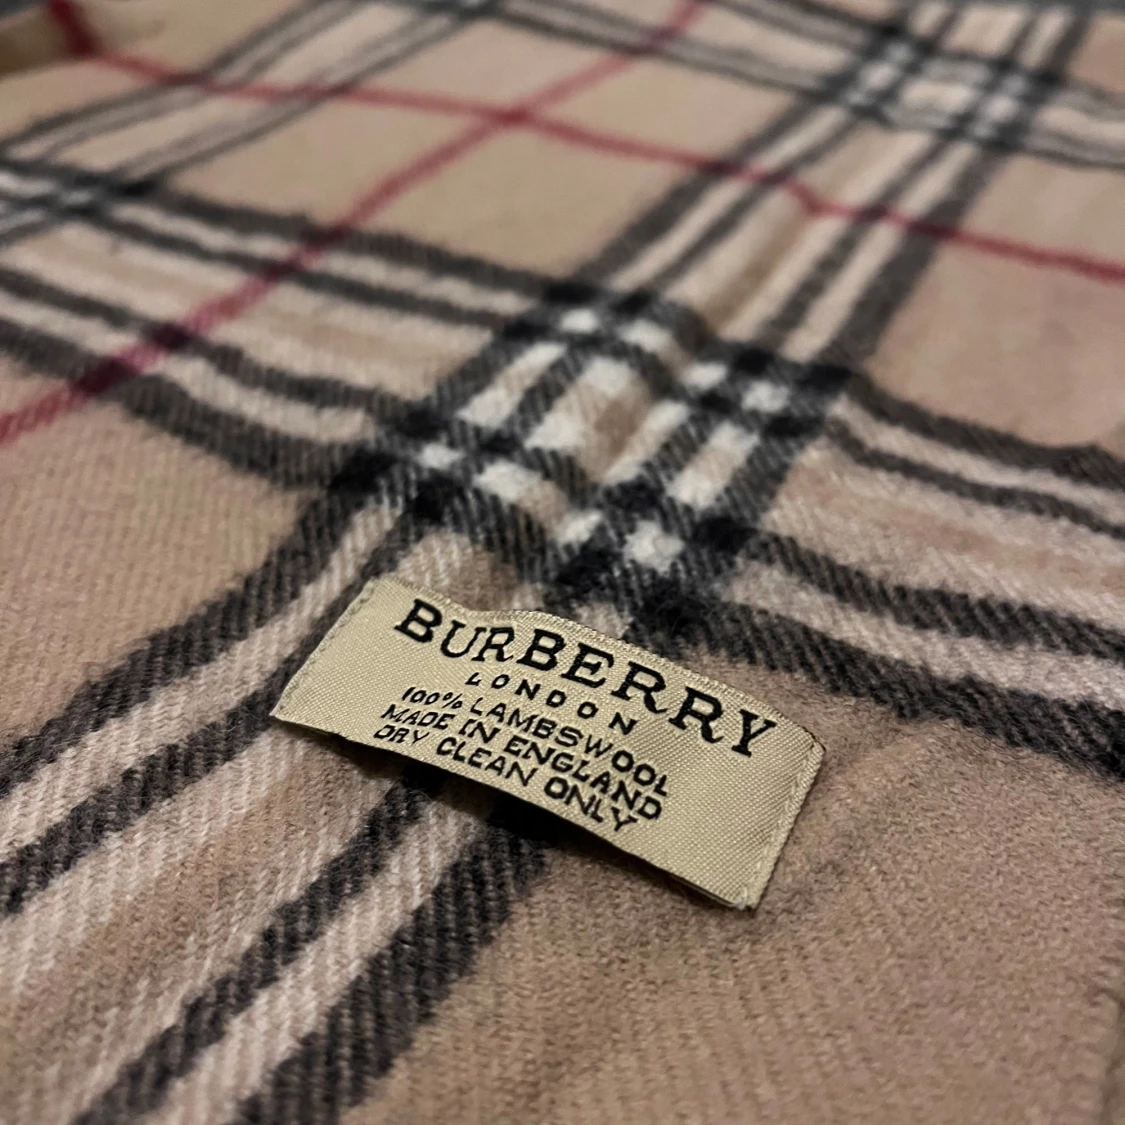 BURBERRY
LONDON
100% LAMBSWOOL
MADE IN ENGLAND
DRY CLEAN ONLY